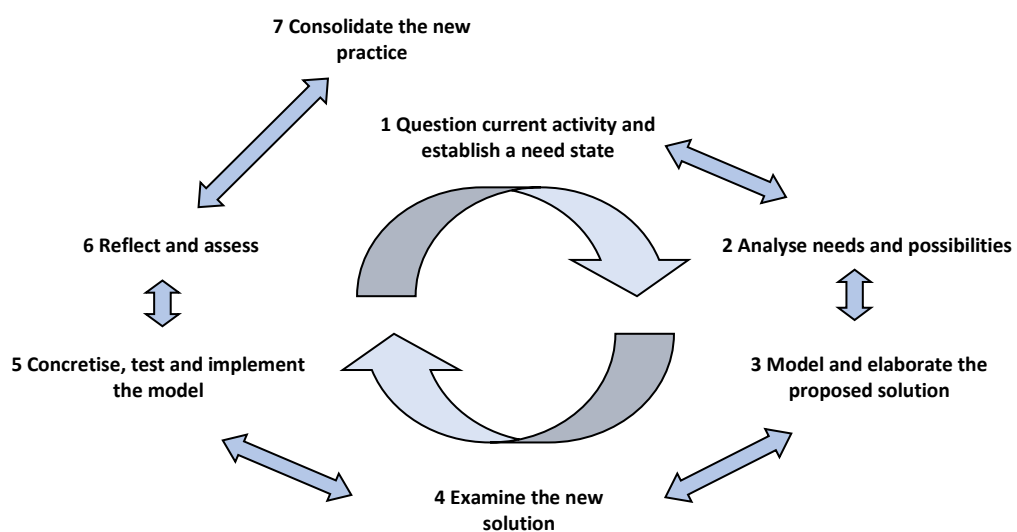 7 Consolidate the new
practice
1 Question current activity and
establish a need state
6 Reflect and assess
2 Analyse needs and possibilities
5 Concretise, test and implement
the model
3 Model and elaborate the
proposed solution
4 Examine the new
solution